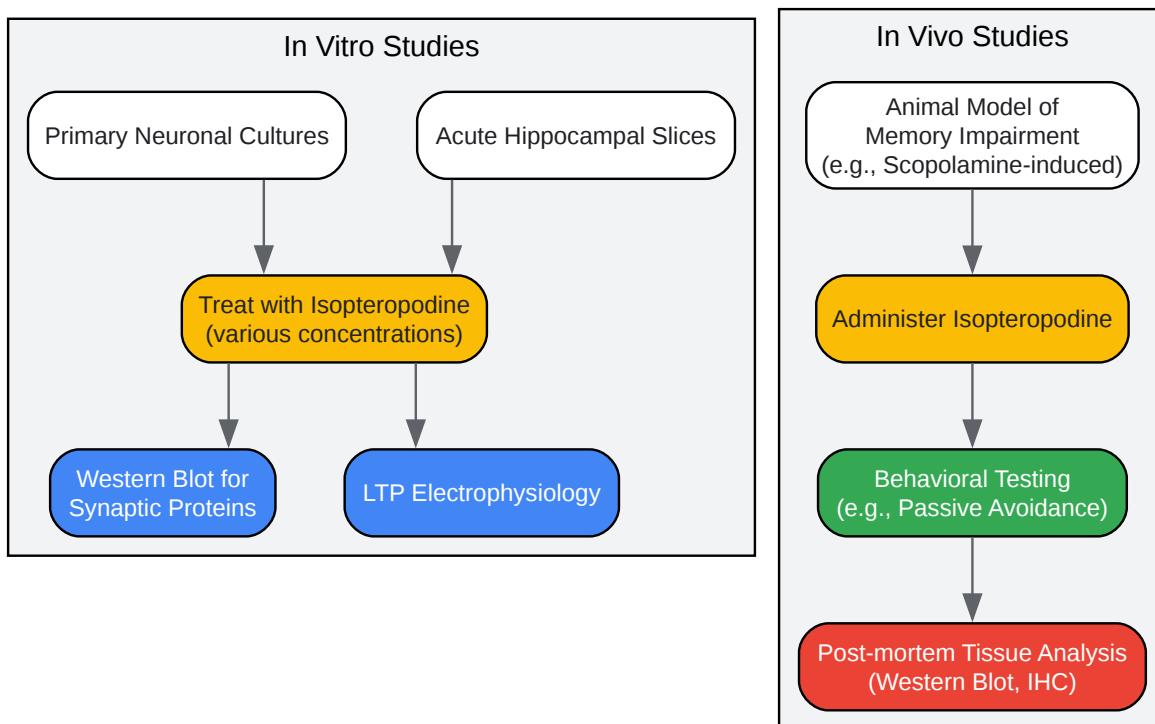 In Vitro Studies
Primary Neuronal Cultures
Acute Hippocampal Slices
Treat with Isopteropodine
(various concentrations)
Western Blot for
Synaptic Proteins
LTP Electrophysiology
In Vivo Studies
Animal Model of
Memory Impairment
(e.g., Scopolamine-induced)
Administer Isopteropodine
Behavioral Testing
(e.g., Passive Avoidance)
Post-mortem Tissue Analysis
(Western Blot, IHC)